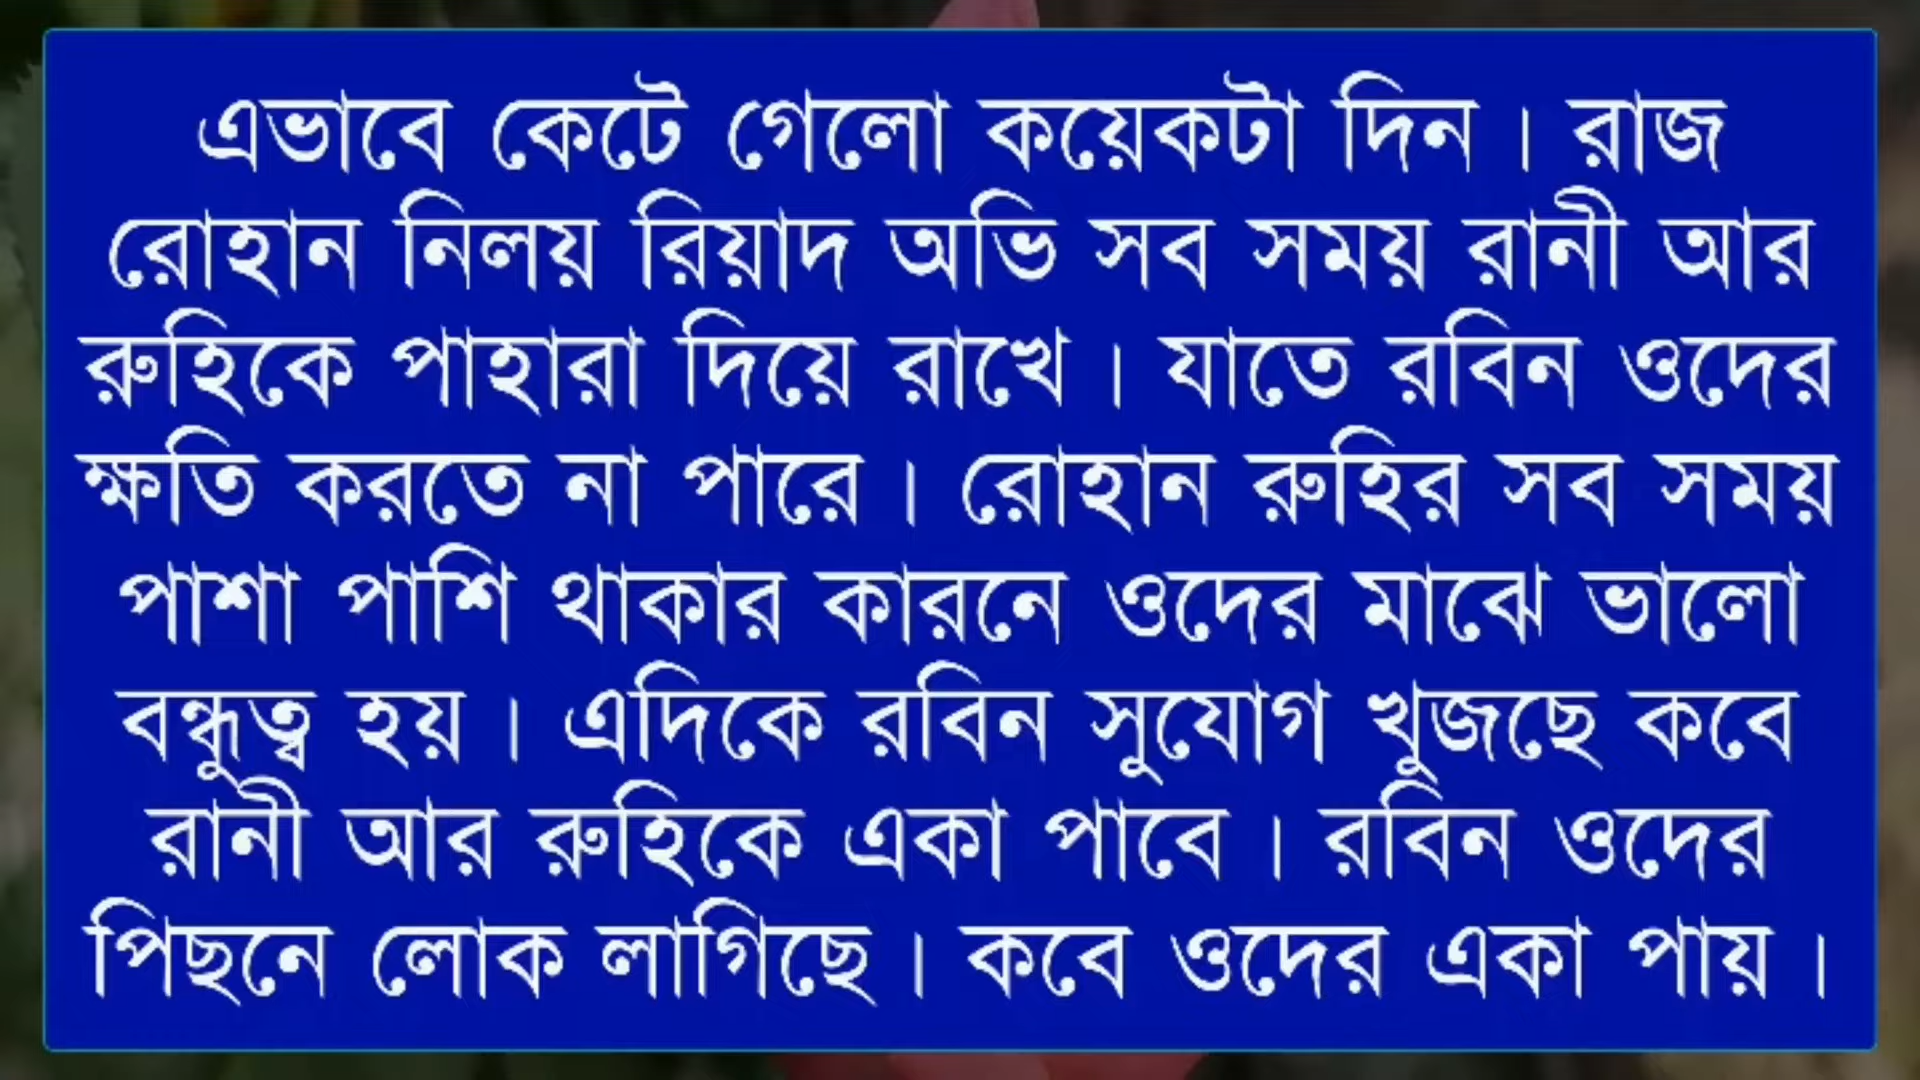 এভাবে কেটে গেলো কয়েকটা দিন । রাজ
রোহান নিলয় রিয়াদ অভি সব সময় রানী আর
রুহিকে পাহারা দিয়ে রাখে । যাতে রবিন ওদের
ক্ষতি করতে না পারে । রোহান রুহির সব সময়
পাশা পাশি থাকার কারনে ওদের মাঝে ভালো
বন্ধুত্ব হয় । এদিকে রবিন সুযোগ খুজছে কবে
রানী আর রুহিকে একা পাবে । রবিন ওদের
পিছনে লোক লাগিছে । কবে ওদের একা পায় ।